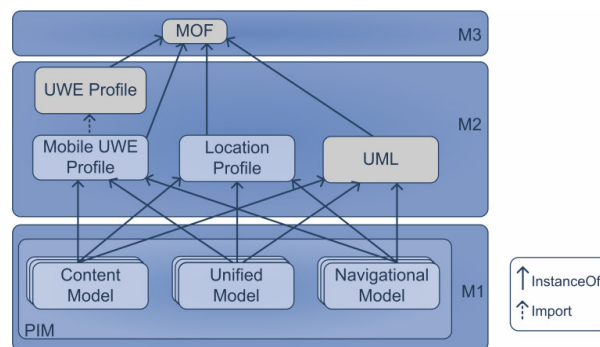 MOF
M3
UWE Profile
M2
Mobile UWE
Profile
Location
Profile
UML
Content
Model
Unified
Model
Navigational
Model
M1
PIM
InstanceOf
Import